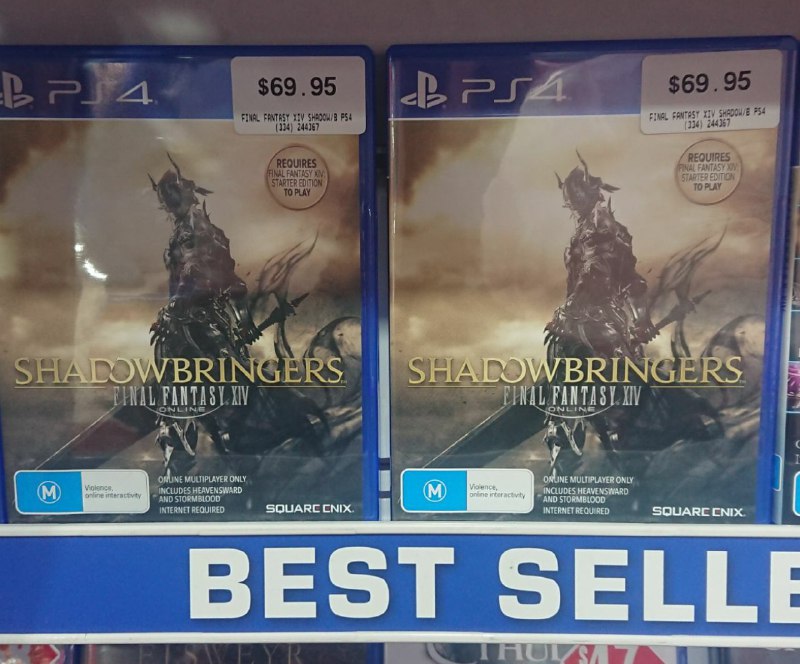 PS4
$69.95
FINAL FANTASY XIV SHADOW/B PS4
(334) 244367
REQUIRES
FINAL FANTASY XIV:
STARTER EDITION
TO PLAY
SHADOWBRINGERS
FINAL FANTASY XIV
ONLINE
M
Violence,
online interactivity
ONLINE MULTIPLAYER ONLY
INCLUDES HEAVENSWARD
AND STORMBLOOD
INTERNET REQUIRED
SQUARE ENIX
PS4
$69.95
FINAL FANTASY XIV SHADOW/B PS4
(334) 244367
REQUIRES
FINAL FANTASY XIV:
STARTER EDITION
TO PLAY
SHADOWBRINGERS
FINAL FANTASY XIV
ONLINE
M
Violence,
online interactivity
ONLINE MULTIPLAYER ONLY
INCLUDES HEAVENSWARD
AND STORMBLOOD
INTERNET REQUIRED
SQUARE ENIX
BEST SELLE